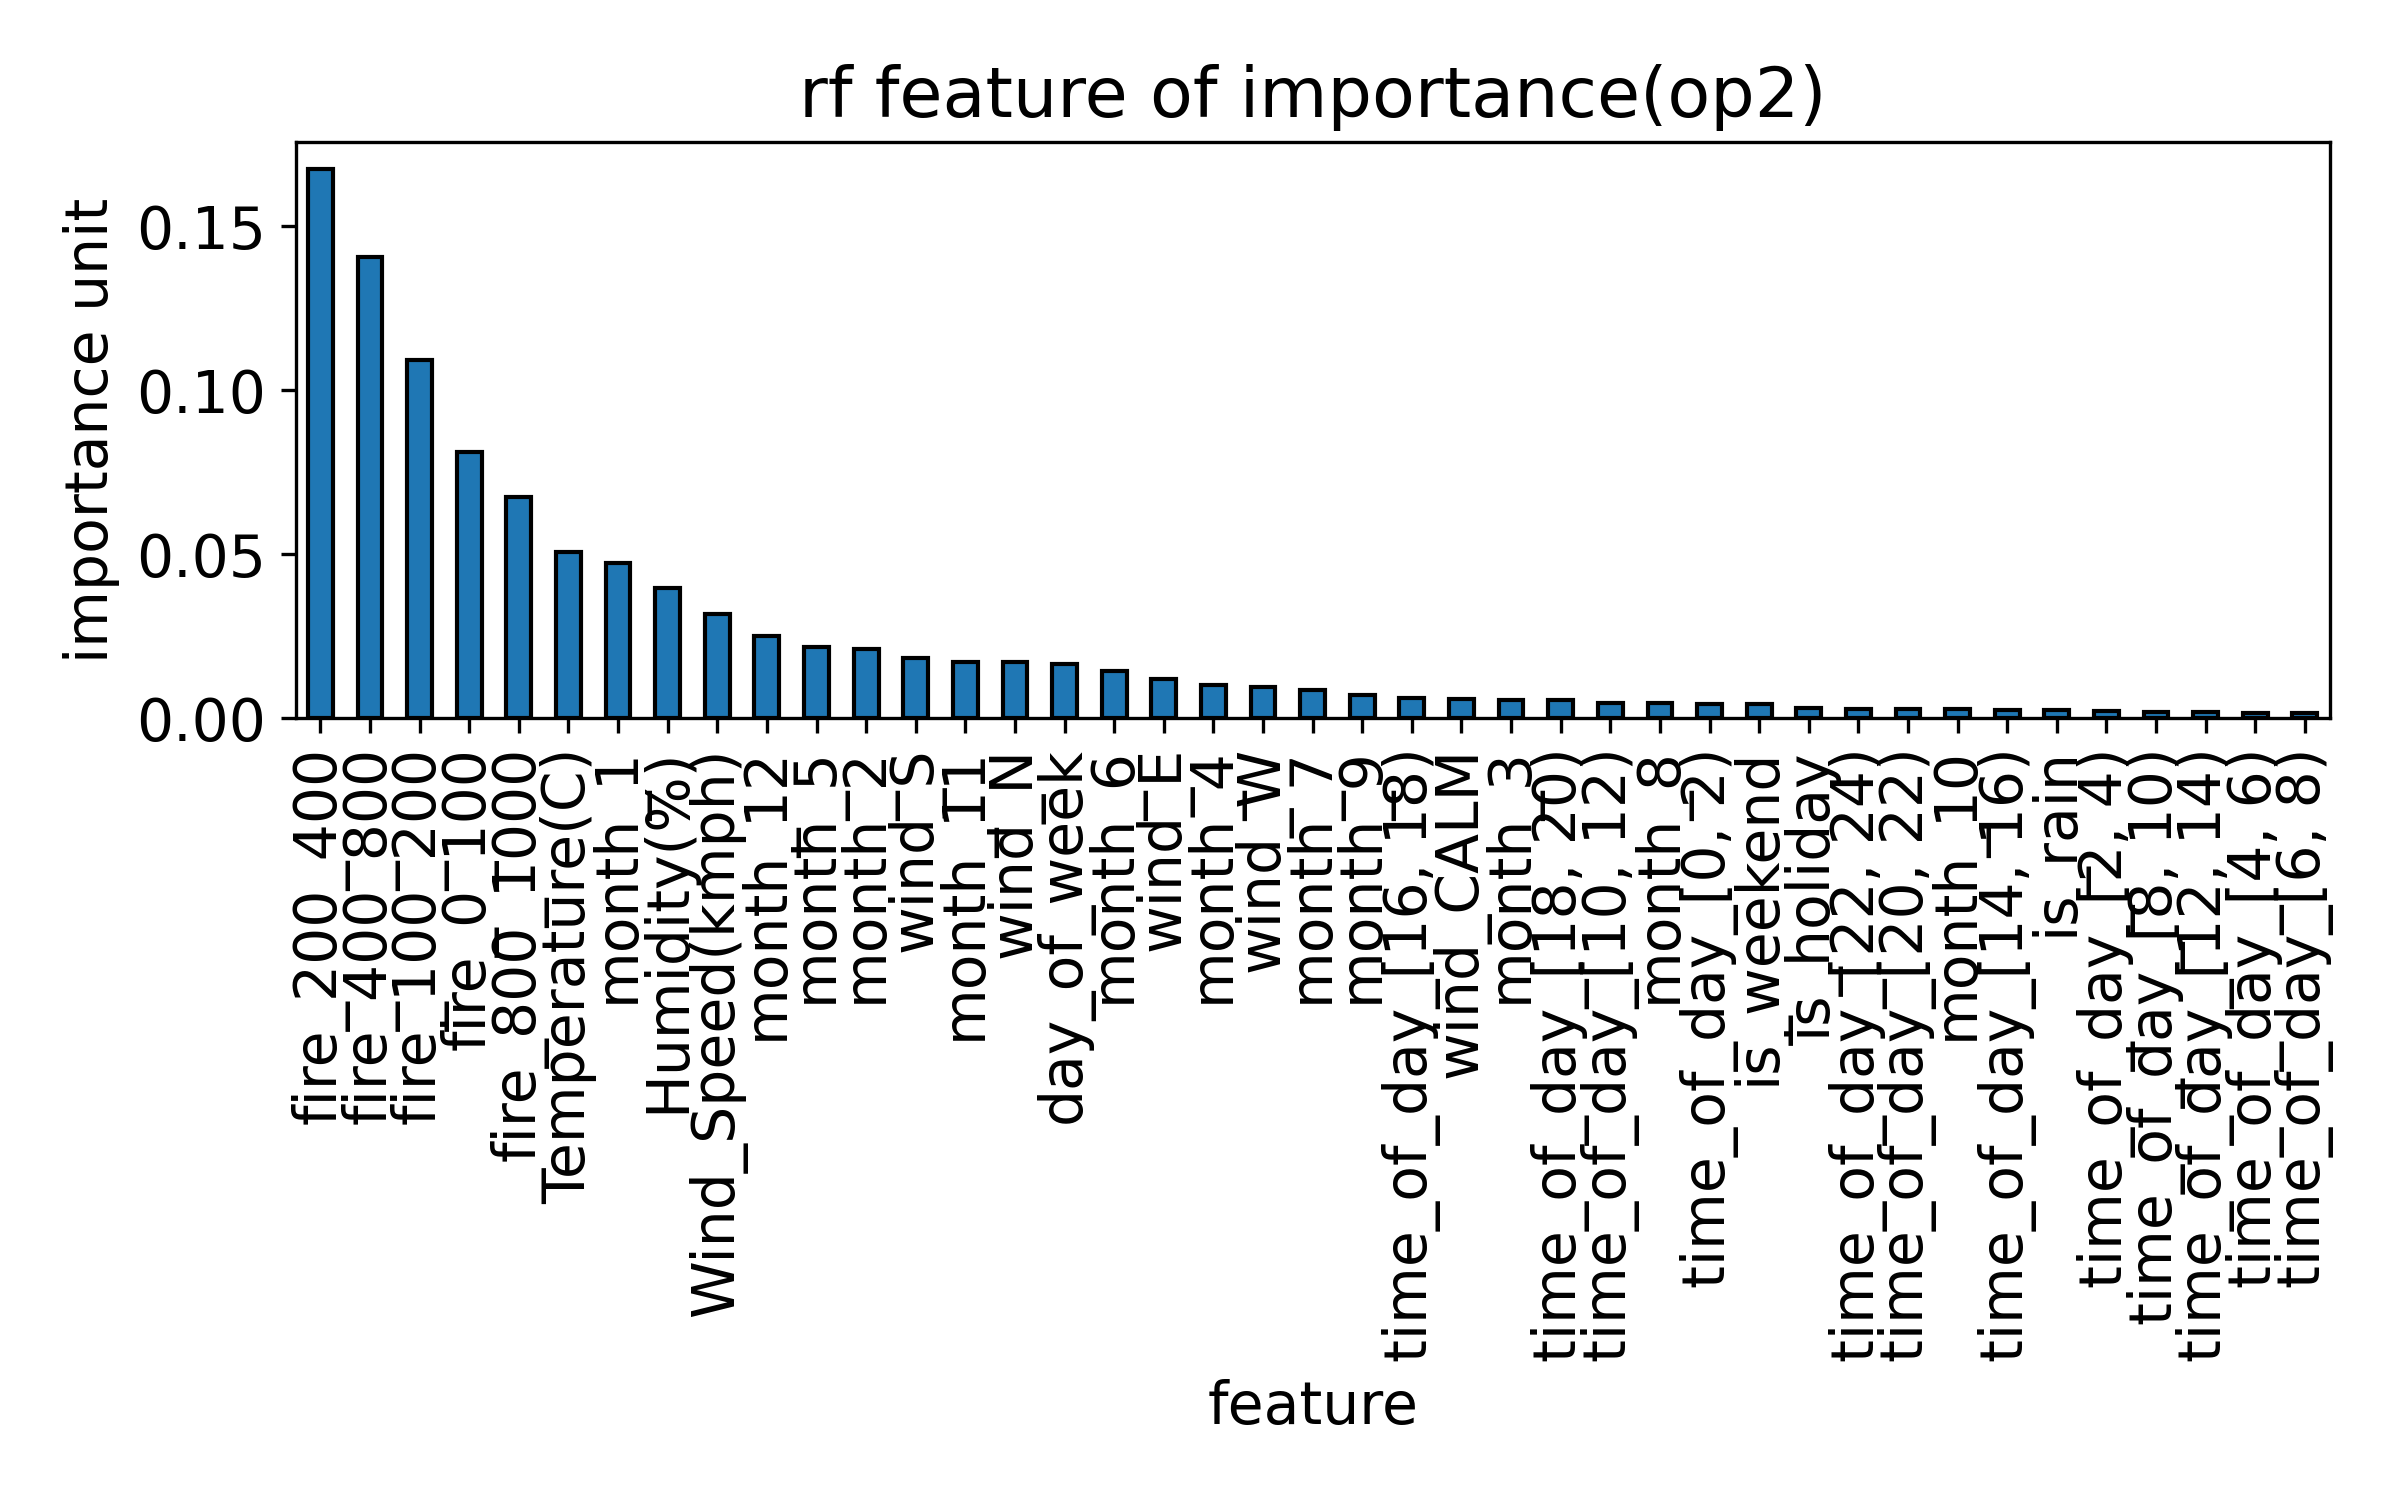 rf feature of importance(op2)
importance unit
0.15
0.10
0.05
0.00
fire_200_400
fire_400_800
fire_100_200
fire_0_100
fire_800_1000
Temperature(C)
month_1
Humidity(%)
Wind_Speed(kmph)
month_12
month_5
month_2
wind_S
month_11
wind_N
day_of_week
month_6
wind_E
month_4
wind_W
month_7
month_9
time_of_day_[16, 18)
wind_CALM
month_3
time_of_day_[18, 20)
time_of_day_[10, 12)
month_8
time_of_day_[0, 2)
is_weekend
is_holiday
time_of_day_[22, 24)
time_of_day_[20, 22)
month_10
time_of_day_[14, 16)
is_rain
time_of_day_[2, 4)
time_of_day_[8, 10)
time_of_day_[12, 14)
time_of_day_[4, 6)
time_of_day_[6, 8)
feature